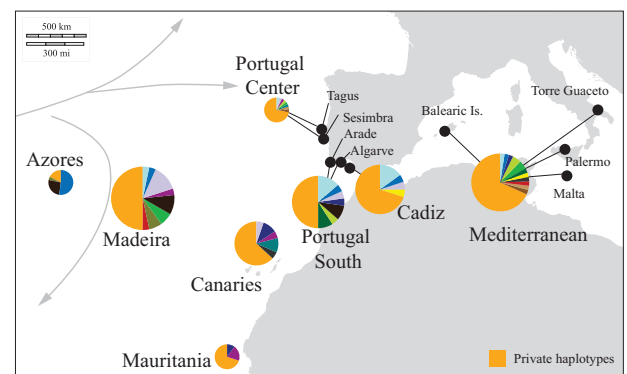 500 km
300 mi
Portugal
Center
Tagus
Sesimbra
Arade
Algarve
Balearic Is.
Torre Guaceto
Palermo
Malta
Azores
Madeira
Portugal
South
Cadiz
Mediterranean
Canaries
Mauritania
Private haplotypes